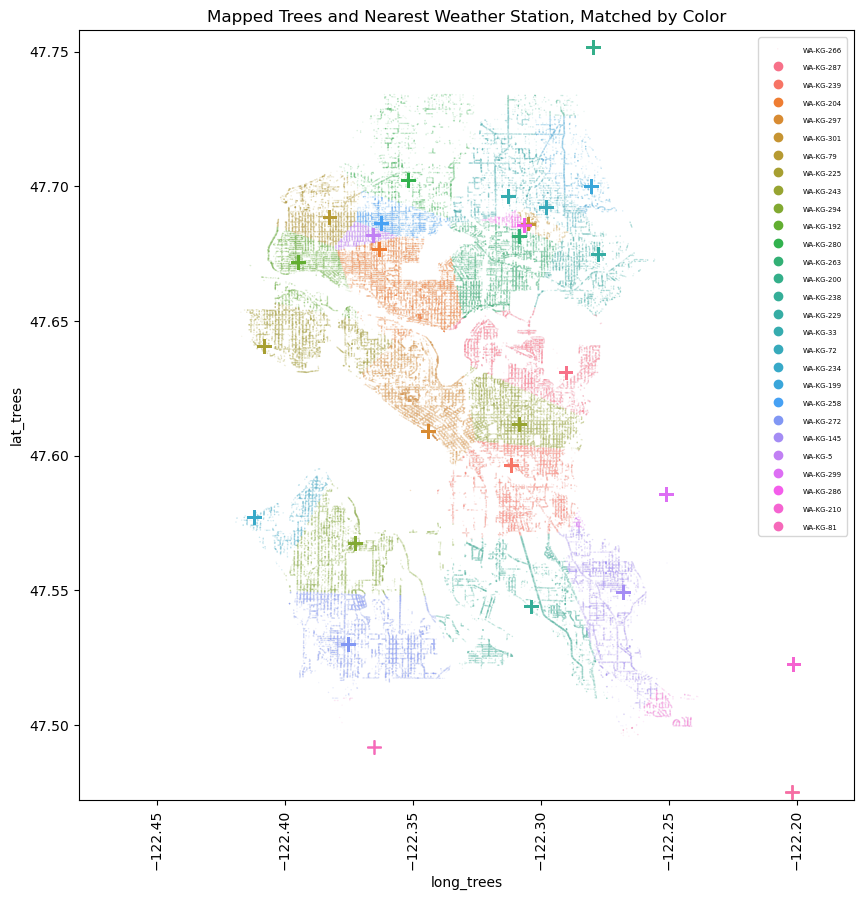 Mapped Trees and Nearest Weather Station, Matched by Color
47.75
47.70
47.65
47.60
47.55
47.50
lat_trees
−122.45
−122.40
−122.35
−122.30
−122.25
−122.20
long_trees
WA-KG-266
WA-KG-287
WA-KG-239
WA-KG-204
WA-KG-297
WA-KG-301
WA-KG-79
WA-KG-225
WA-KG-243
WA-KG-294
WA-KG-192
WA-KG-280
WA-KG-263
WA-KG-200
WA-KG-238
WA-KG-229
WA-KG-33
WA-KG-72
WA-KG-234
WA-KG-199
WA-KG-258
WA-KG-272
WA-KG-145
WA-KG-5
WA-KG-299
WA-KG-286
WA-KG-210
WA-KG-81